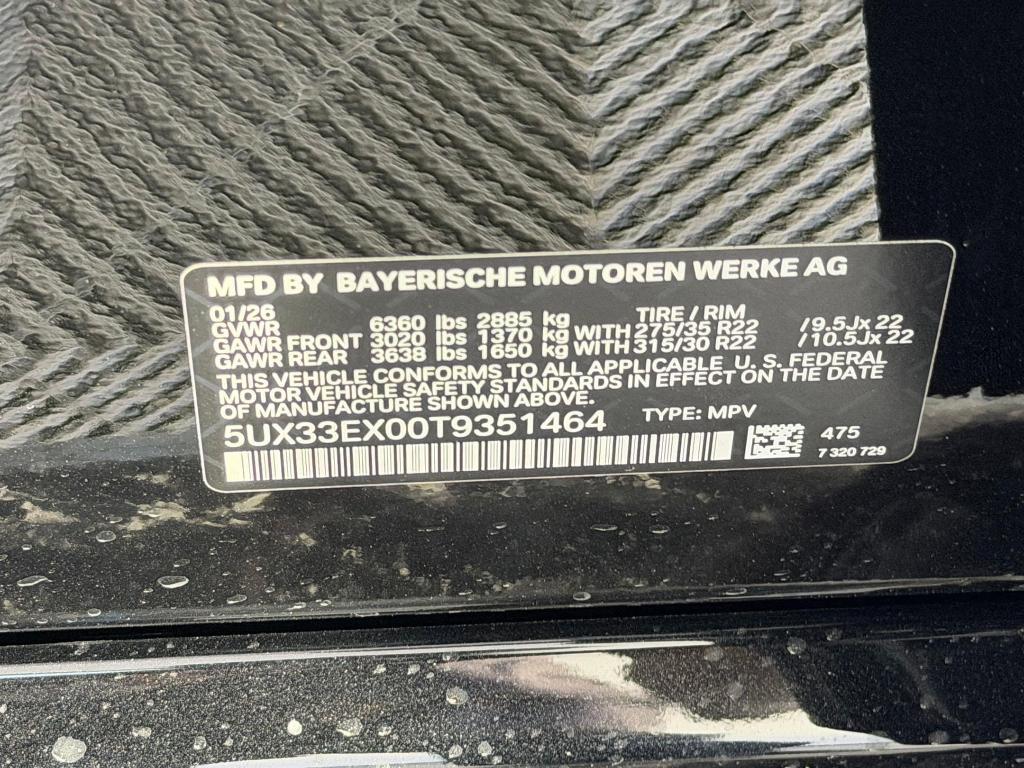 MFD BY BAYERISCHE MOTOREN WERKE AG
01/26 TIRE / RIM
GVWR 6360 lbs 2885 kg
GAWR FRONT 3020 lbs 1370 kg WITH 275/35 R22 / 9.5Jx 22
GAWR REAR 3638 lbs 1650 kg WITH 315/30 R22 / 10.5Jx 22
THIS VEHICLE CONFORMS TO ALL APPLICABLE U. S. FEDERAL
MOTOR VEHICLE SAFETY STANDARDS IN EFFECT ON THE DATE
OF MANUFACTURE SHOWN ABOVE.
5UX33EX00T9351464 TYPE: MPV
475
7 320 729